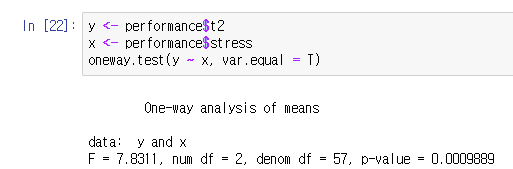 In [22]:
y <- performance$t2
x <- performance$stress
oneway.test(y ~ x, var.equal = T)
One-way analysis of means
data:  y and x
F = 7.8311, num df = 2, denom df = 57, p-value = 0.0009889